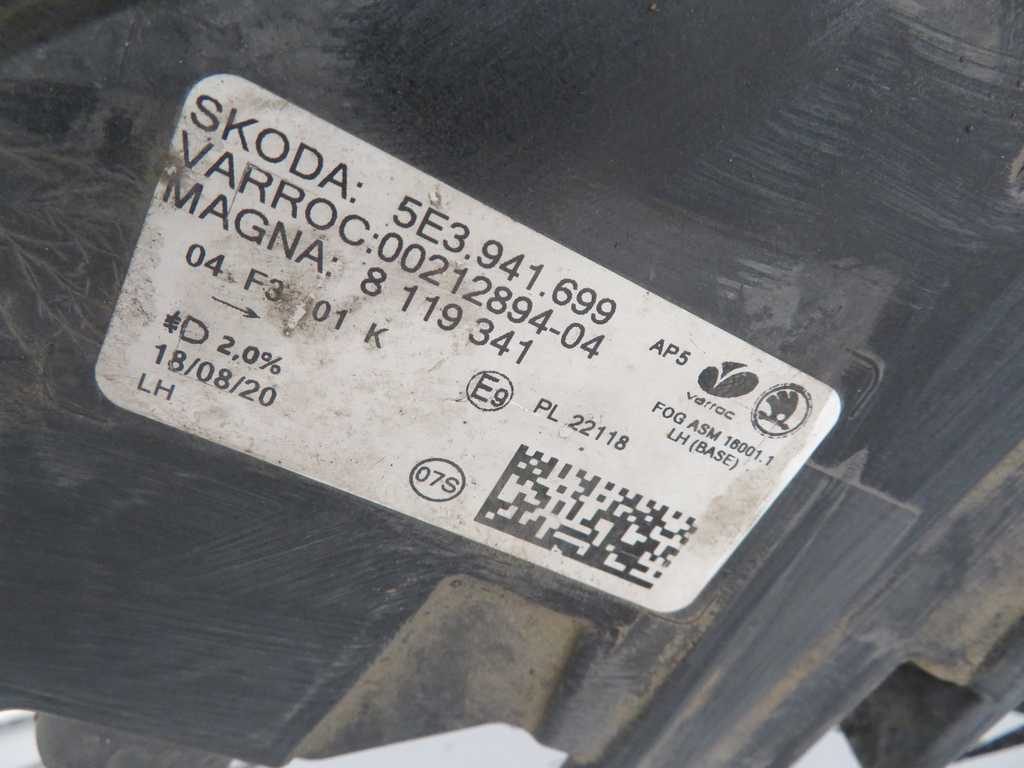 SKODA: 5E3.941.699
VARROC:00212894-04
MAGNA: 8 119 341
04 F3 01 K
→
D 2,0%
18/08/20
LH
E9
PL 22118
07S
AP5
varroc
FOG ASM 16001.1
LH (BASE)